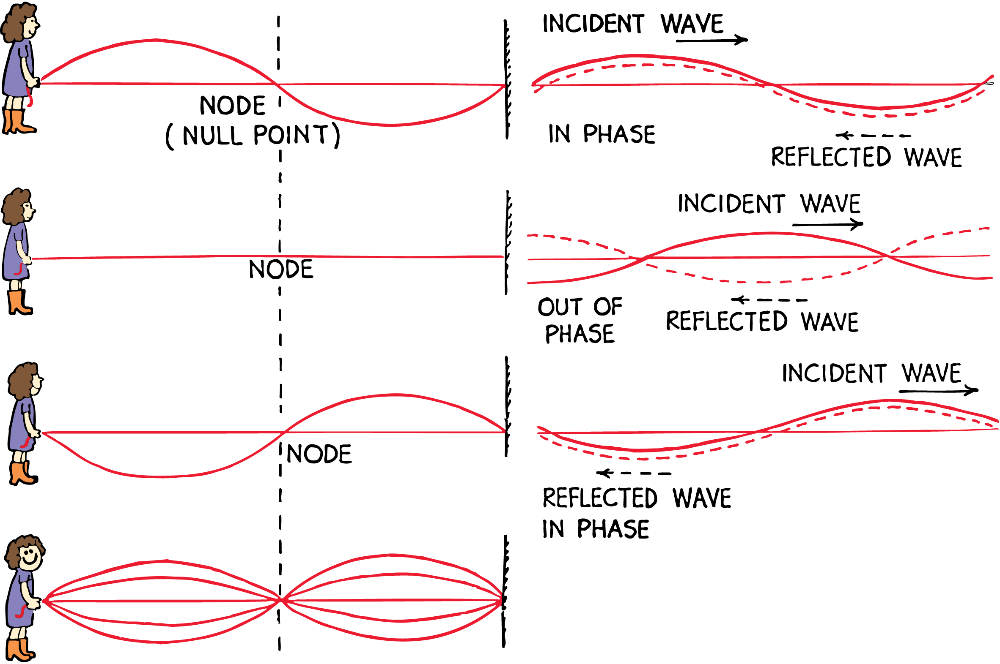 INCIDENT WAVE
NODE
(NULL POINT)
IN PHASE
REFLECTED WAVE
INCIDENT WAVE
NODE
OUT OF
PHASE
REFLECTED WAVE
INCIDENT WAVE
NODE
REFLECTED WAVE
IN PHASE